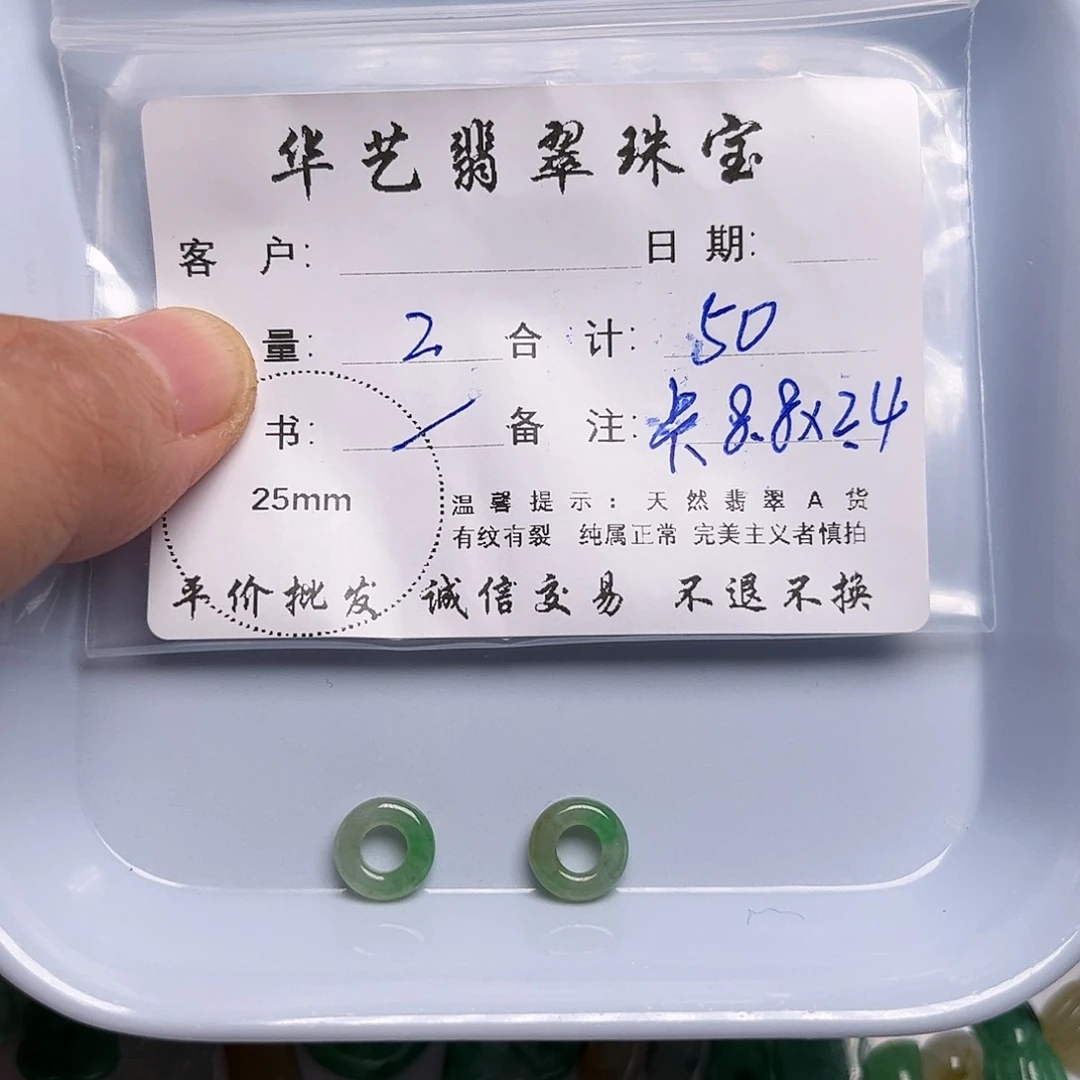 华艺翡翠珠宝
客 户: 日 期:
量: 2 合 计: 50
书: / 备 注: 卡 8.8x2.4
25mm
温馨提示: 天然翡翠A货
有纹有裂 纯属正常 完美主义者慎拍
平价批发 诚信交易 不退不换